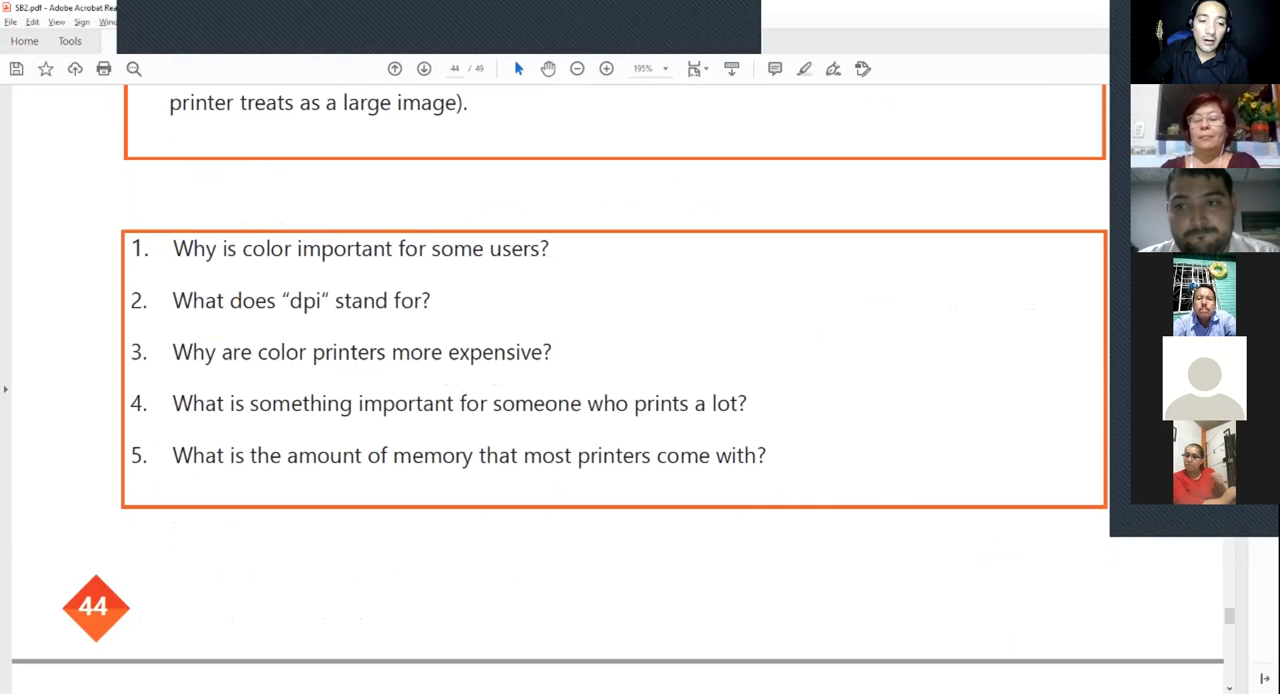 SB2.pdf - Adobe Acrobat Rea
File Edit View Sign Wind
Home Tools
44 / 49 195%
printer treats as a large image).
1. Why is color important for some users?
2. What does "dpi" stand for?
3. Why are color printers more expensive?
4. What is something important for someone who prints a lot?
5. What is the amount of memory that most printers come with?
44